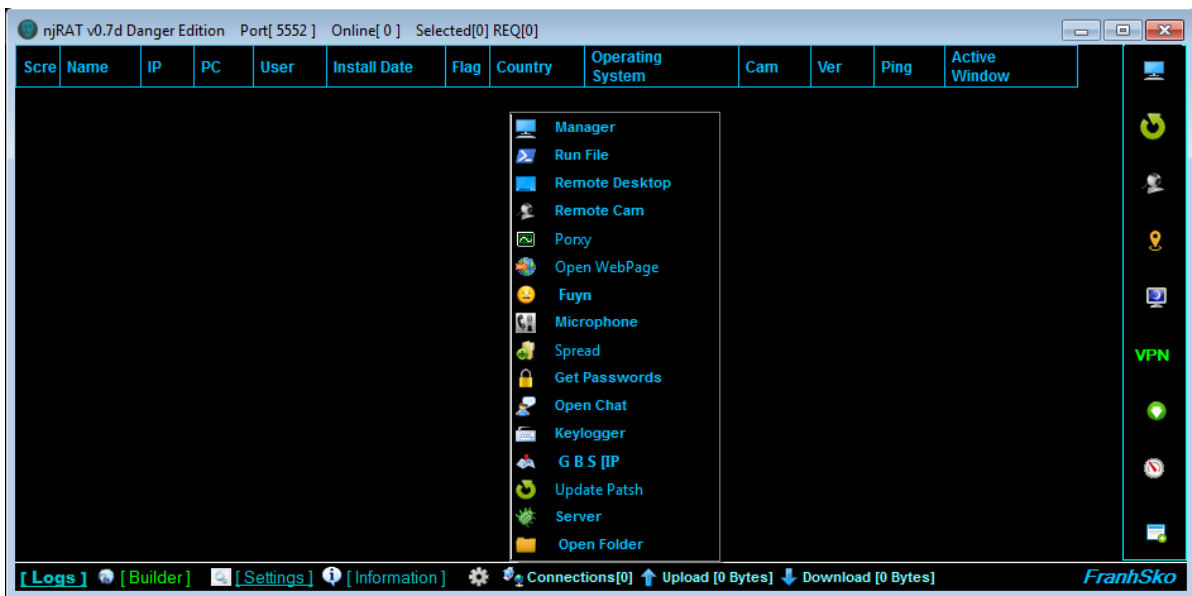 njRAT v0.7d Danger Edition Port[ 5552 ] Online[ 0 ] Selected[0] REQ[0]
Scre Name IP PC User Install Date Flag Country Operating System Cam Ver Ping Active Window
Manager
Run File
Remote Desktop
Remote Cam
Porxy
Open WebPage
Fuyn
Microphone
Spread
Get Passwords
Open Chat
Keylogger
G B S [IP
Update Patsh
Server
Open Folder
VPN
[ Logs ] [ Builder ] [ Settings ] [ Information ] Connections[0] Upload [0 Bytes] Download [0 Bytes] FranhSko